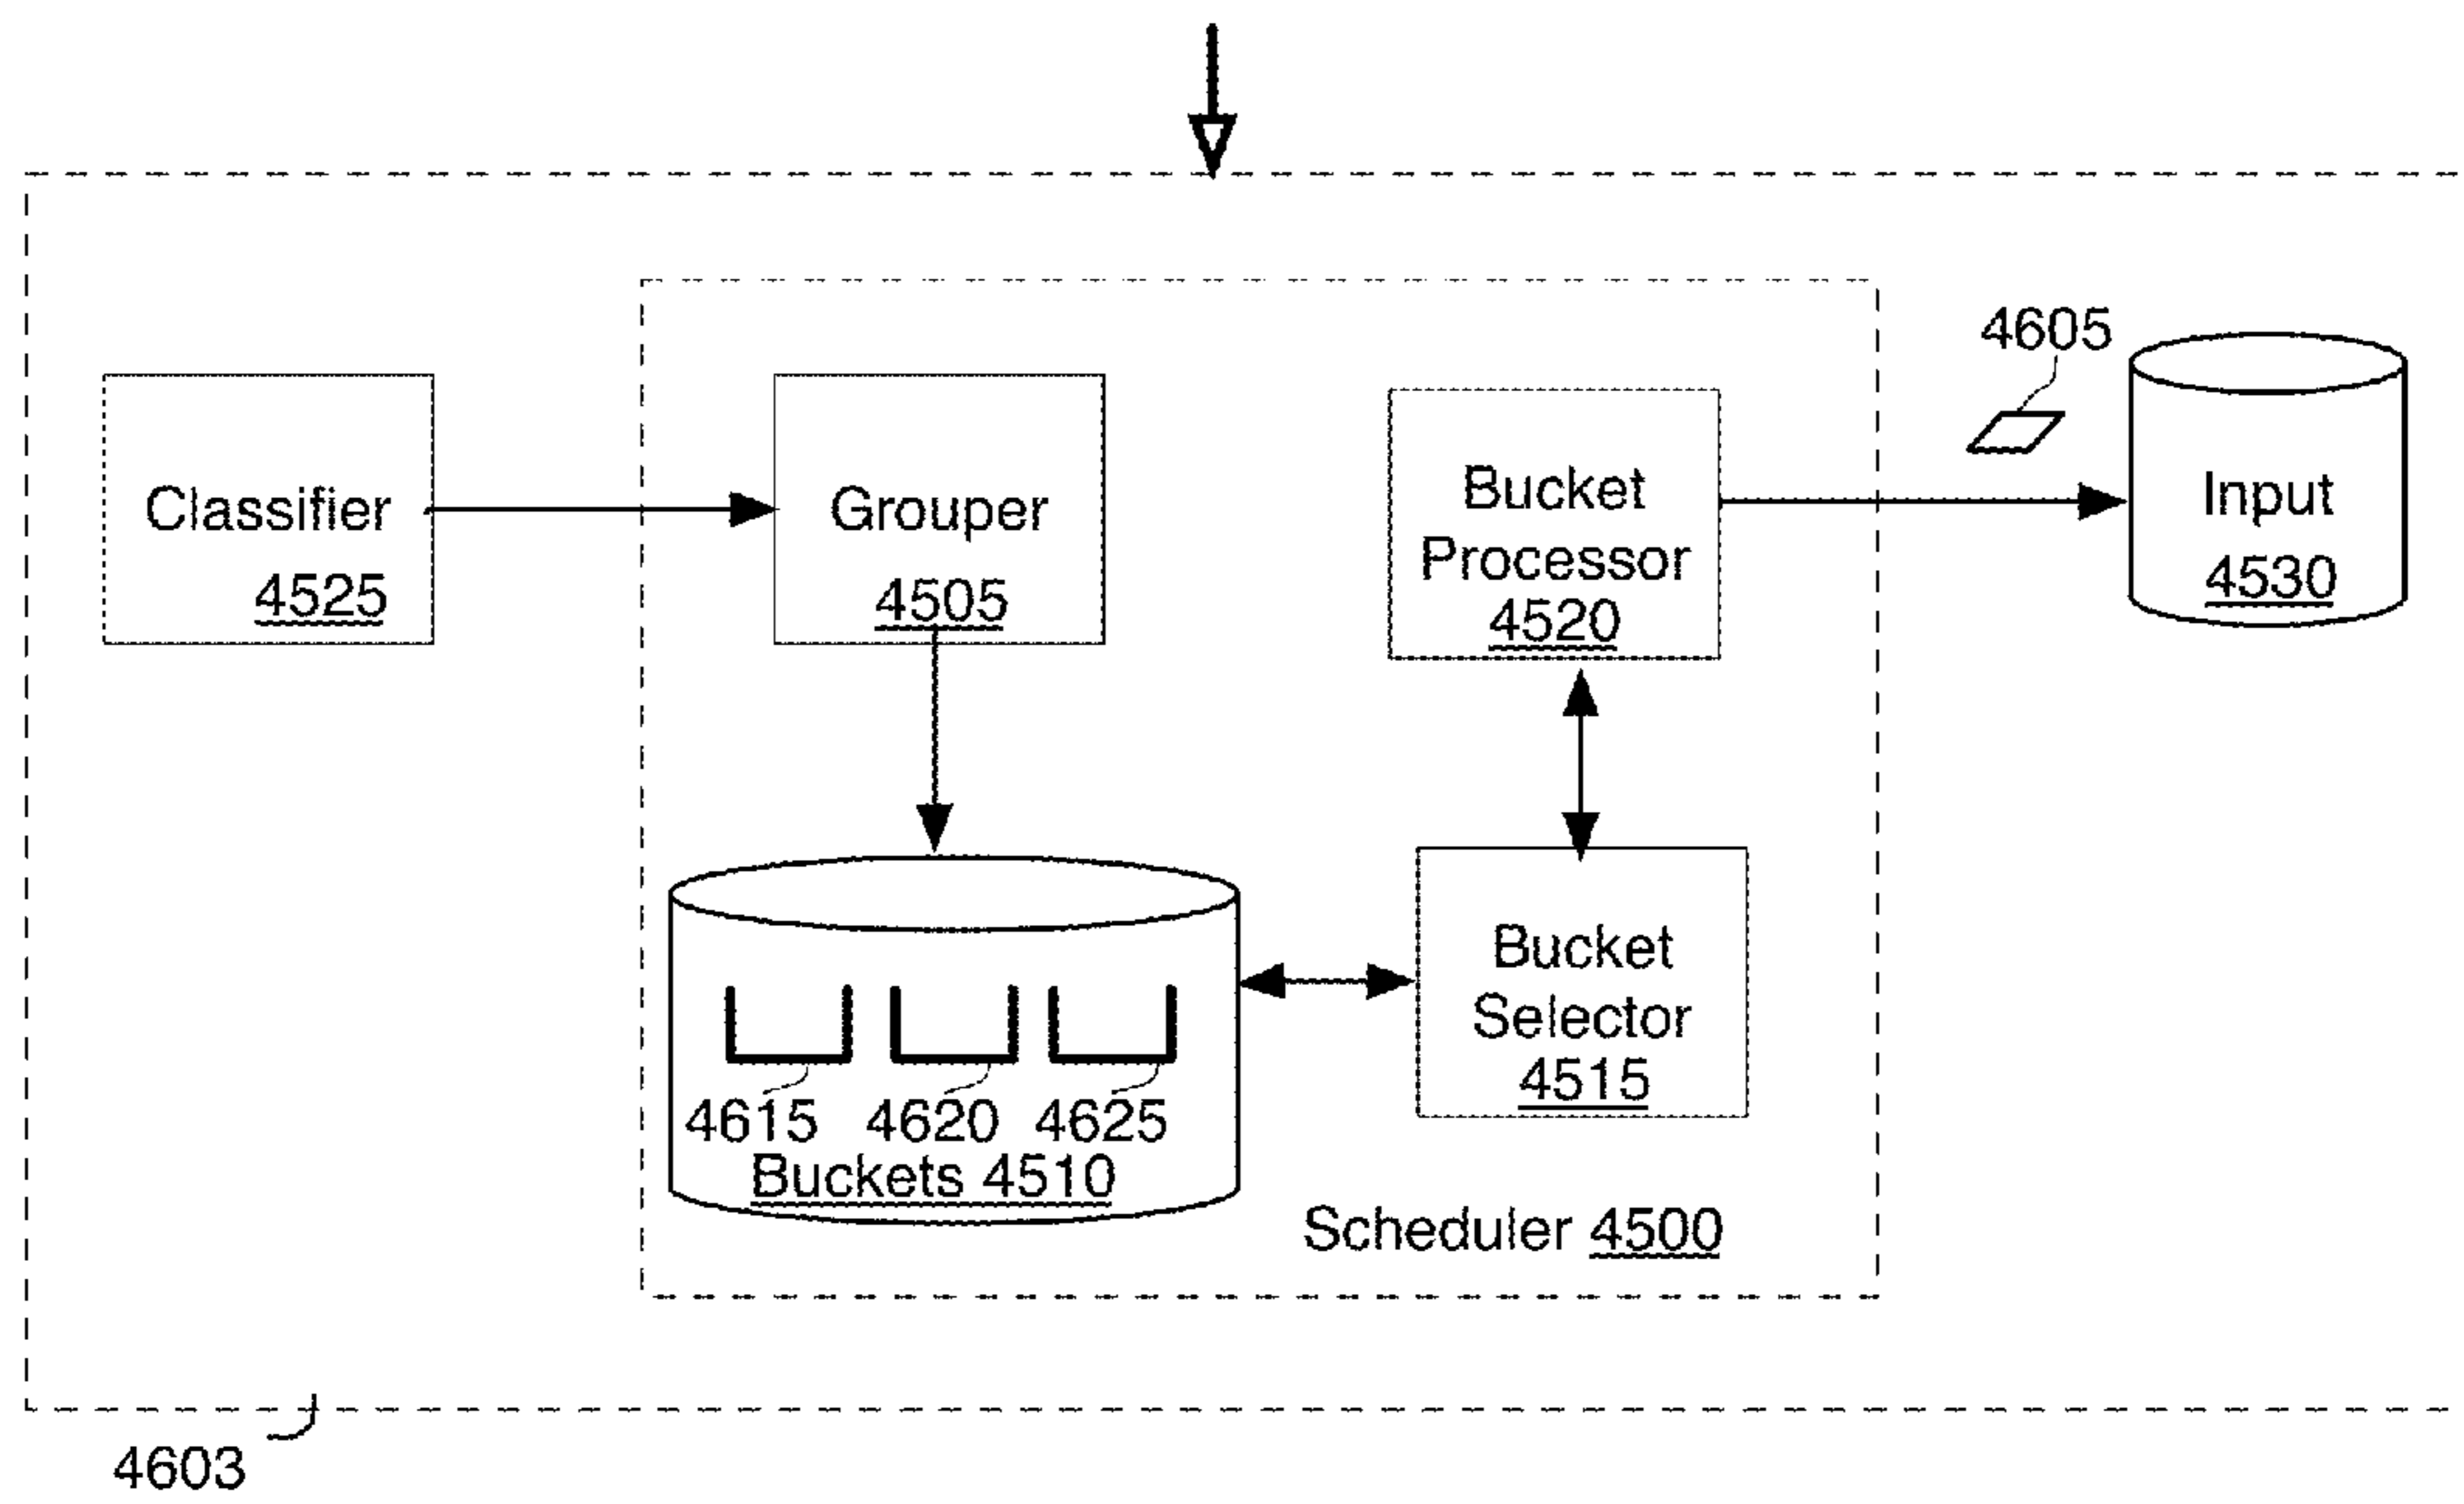 4605
Classifier
4525
Grouper
4505
Bucket
Processor
4520
Input
4530
4615 4620 4625
Buckets 4510
Bucket
Selector
4515
Scheduler 4500
4603